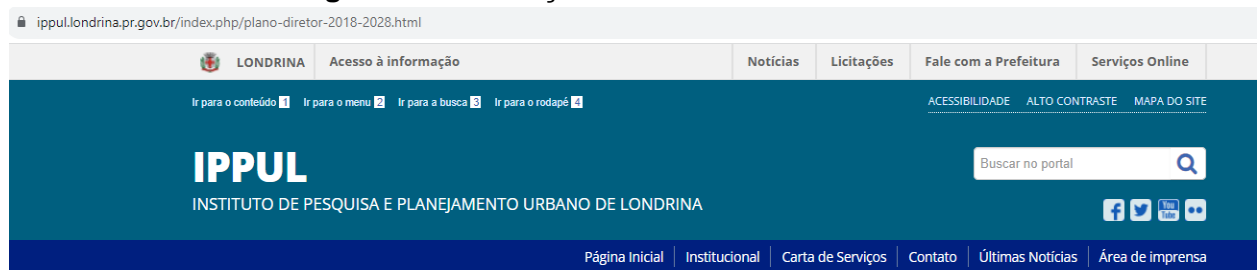 ippul.londrina.pr.gov.br/index.php/plano-diretor-2018-2028.html
LONDRINA Acesso à informação Notícias Licitações Fale com a Prefeitura Serviços Online
Ir para o conteúdo 1 Ir para o menu 2 Ir para a busca 3 Ir para o rodapé 4 ACESSIBILIDADE ALTO CONTRASTE MAPA DO SITE
IPPUL
Buscar no portal
INSTITUTO DE PESQUISA E PLANEJAMENTO URBANO DE LONDRINA
You Tube
Página Inicial Institucional Carta de Serviços Contato Últimas Notícias Área de imprensa